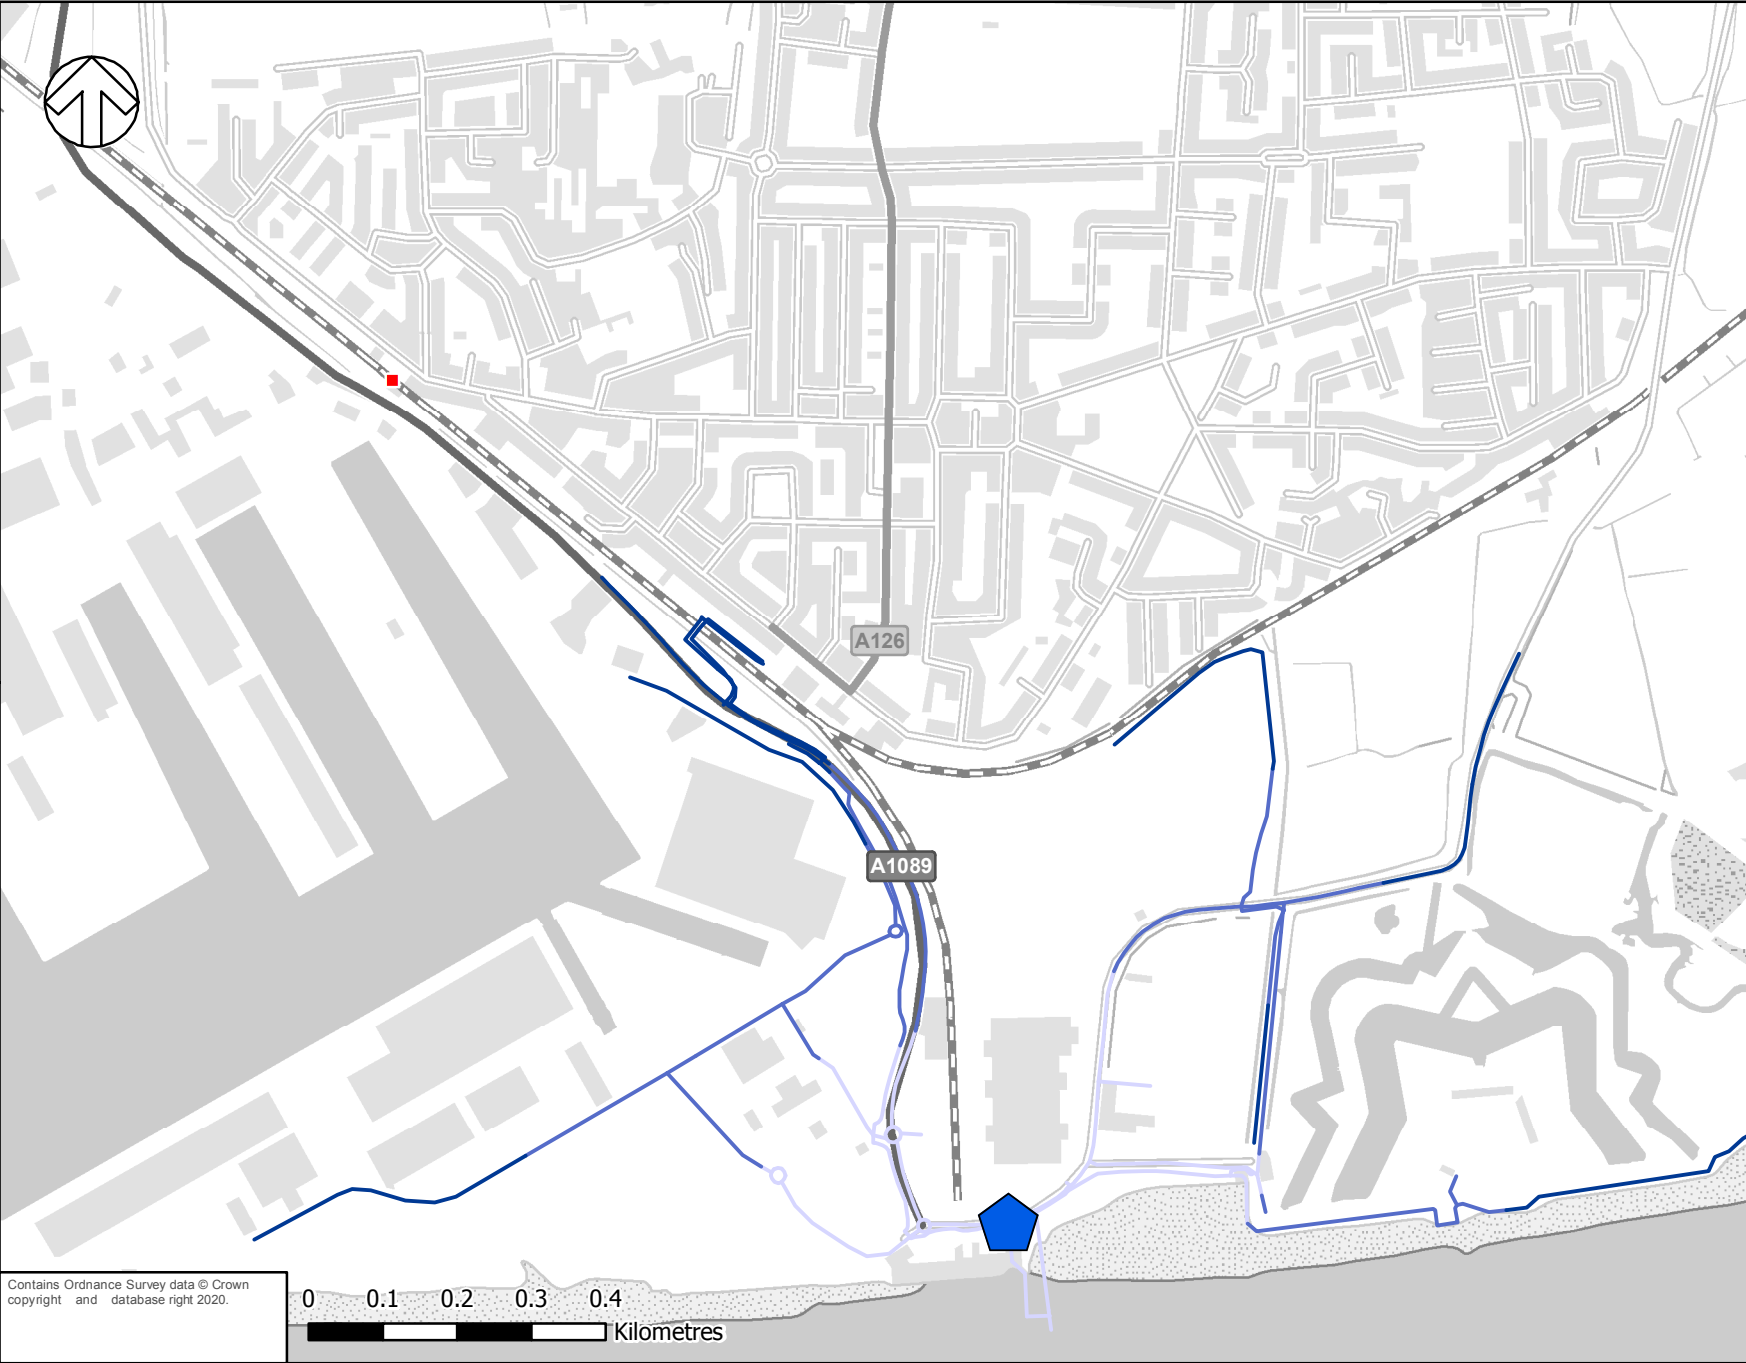 A126
A1089
Contains Ordnance Survey data © Crown
copyright and database right 2020.
0 0.1 0.2 0.3 0.4
Kilometres